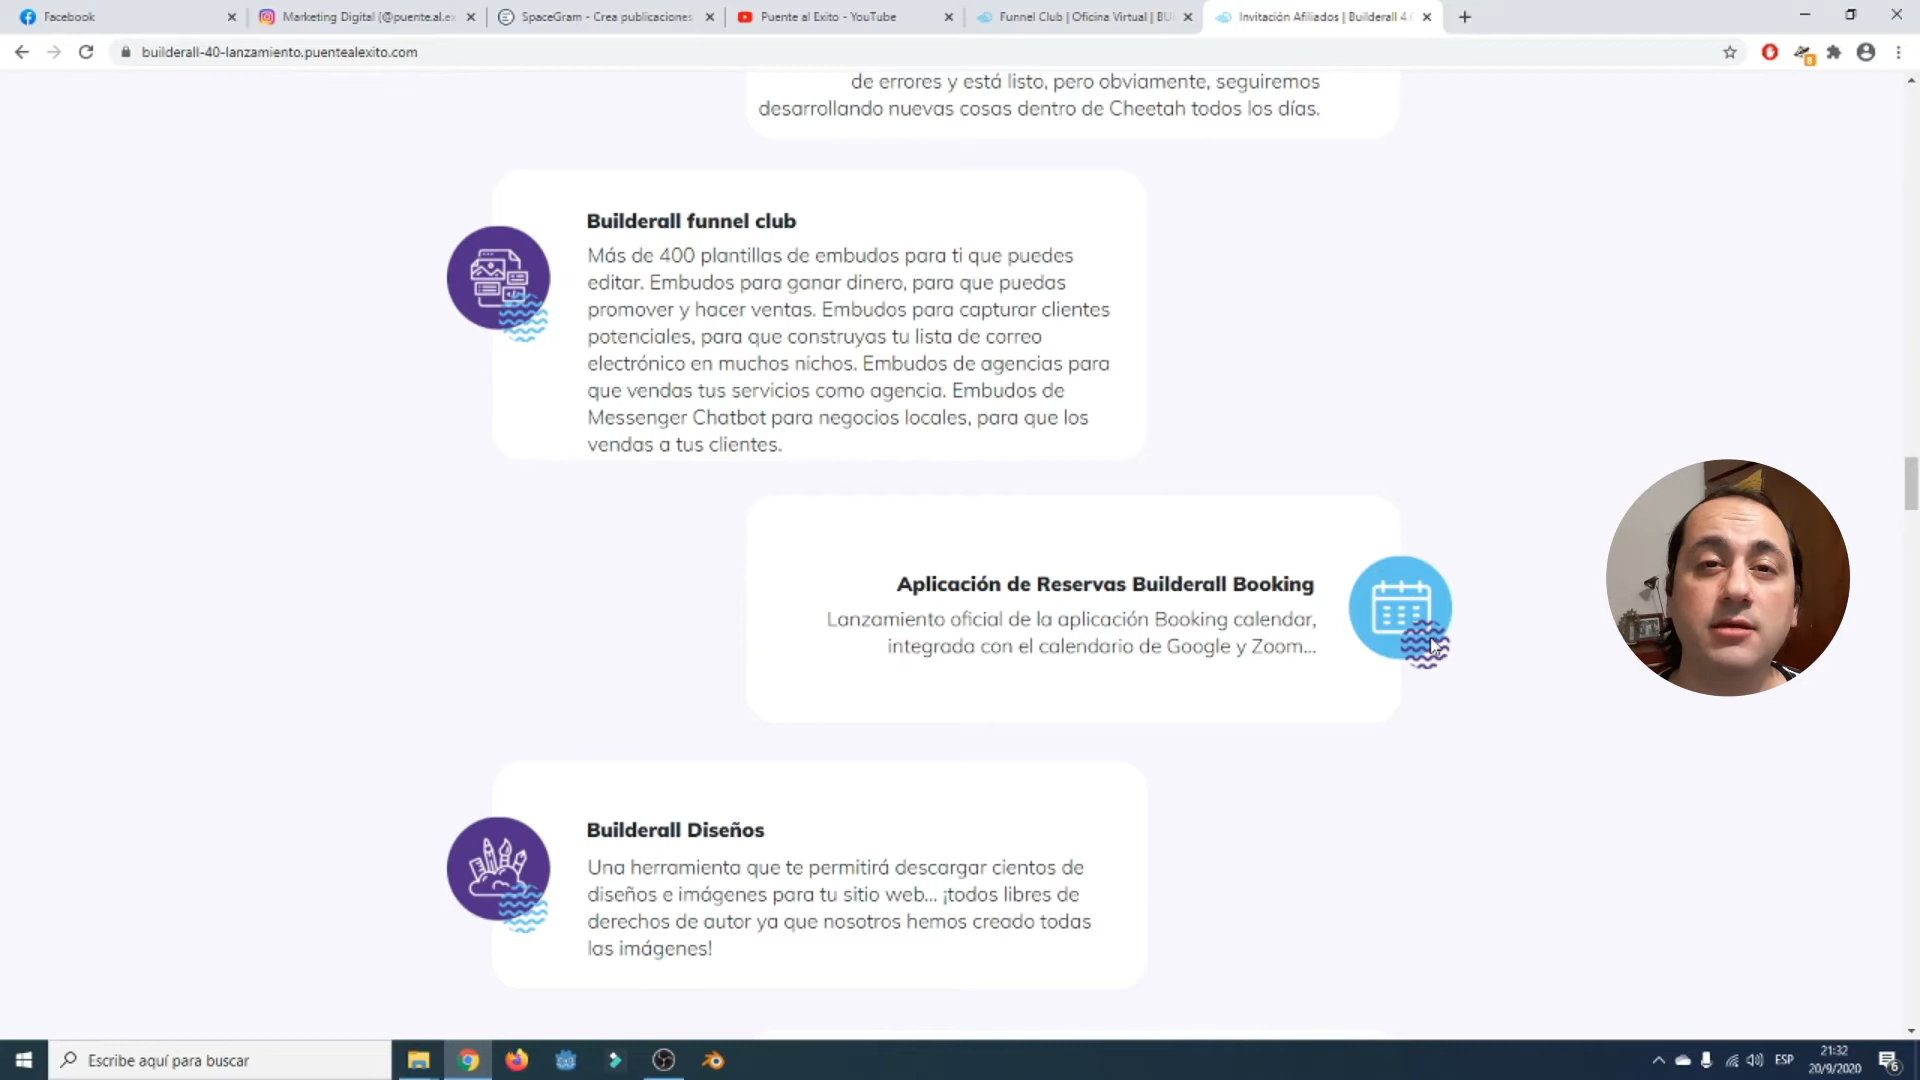 Facebook
Marketing Digital (@puente.al.ex
SpaceGram - Crea publicaciones
Puente al Exito - YouTube
Funnel Club | Oficina Virtual | BU
Invitación Afiliados | Builderall 4.
builderall-40-lanzamiento.puentealexito.com
de errores y está listo, pero obviamente, seguiremos
desarrollando nuevas cosas dentro de Cheetah todos los días.
Builderall funnel club
Más de 400 plantillas de embudos para ti que puedes
editar. Embudos para ganar dinero, para que puedas
promover y hacer ventas. Embudos para capturar clientes
potenciales, para que construyas tu lista de correo
electrónico en muchos nichos. Embudos de agencias para
que vendas tus servicios como agencia. Embudos de
Messenger Chatbot para negocios locales, para que los
vendas a tus clientes.
Aplicación de Reservas Builderall Booking
Lanzamiento oficial de la aplicación Booking calendar,
integrada con el calendario de Google y Zoom...
Builderall Diseños
Una herramienta que te permitirá descargar cientos de
diseños e imágenes para tu sitio web... ¡todos libres de
derechos de autor ya que nosotros hemos creado todas
las imágenes!
Escribe aquí para buscar
ESP
21:32
20/9/2020
6